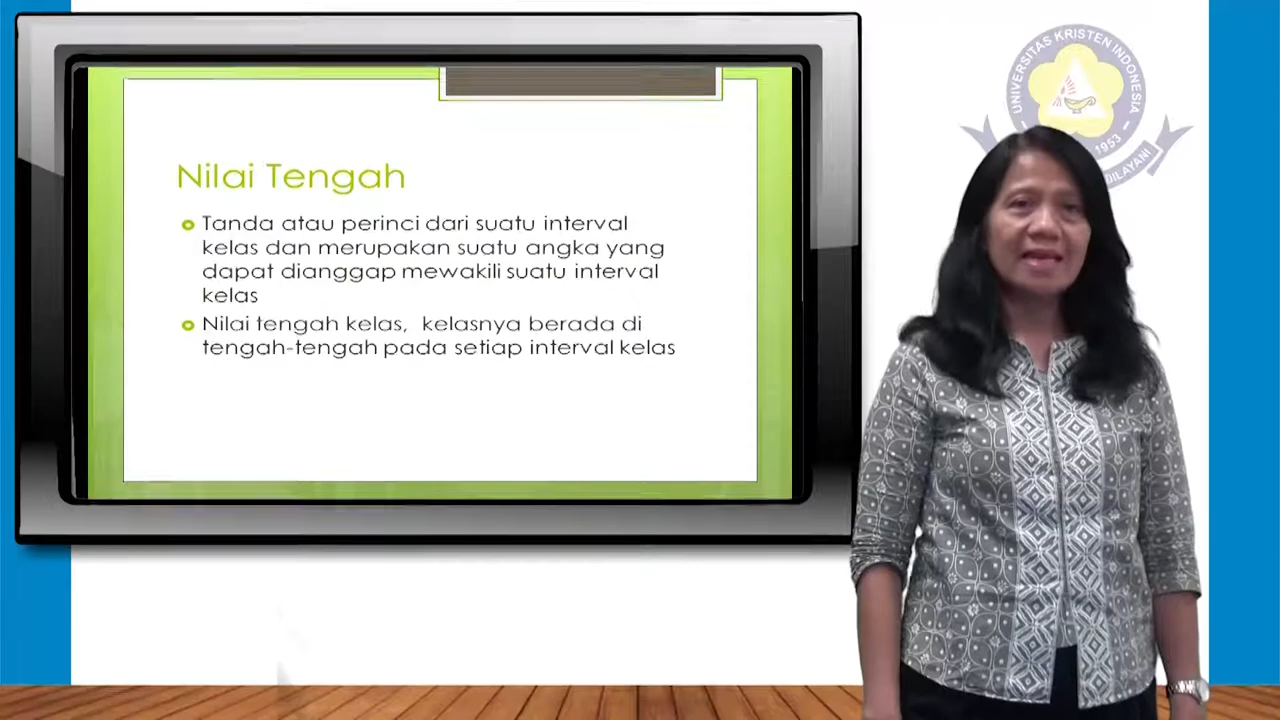 Nilai Tengah
Tanda atau perinci dari suatu interval
kelas dan merupakan suatu angka yang
dapat dianggap mewakili suatu interval
kelas
Nilai tengah kelas, kelasnya berada di
tengah-tengah pada setiap interval kelas
UNIVERSITAS KRISTEN INDONESIA
1953
DILAYANI